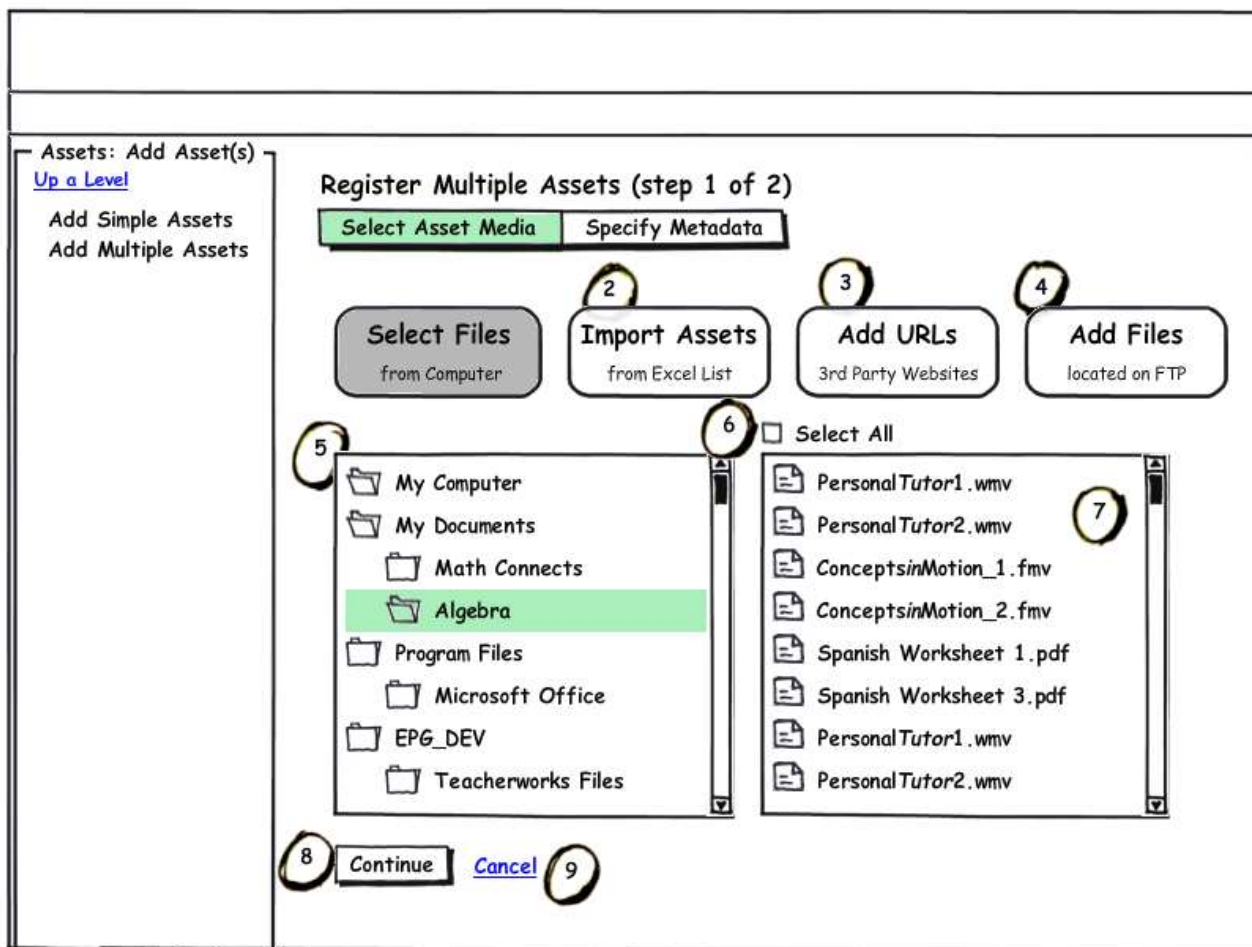 Assets: Add Asset(s)
Up a Level
Add Simple Assets
Add Multiple Assets
Register Multiple Assets (step 1 of 2)
Select Asset Media Specify Metadata
2 3 4
Select Files Import Assets Add URLs Add Files
from Computer from Excel List 3rd Party Websites located on FTP
5 6 Select All
My Computer
My Documents
Math Connects
Algebra
Program Files
Microsoft Office
EPG_DEV
Teacherworks Files
PersonalTutor1.wmv
7
PersonalTutor2.wmv
ConceptsinMotion_1.fmv
ConceptsinMotion_2.fmv
Spanish Worksheet 1.pdf
Spanish Worksheet 3.pdf
PersonalTutor1.wmv
PersonalTutor2.wmv
8 Continue Cancel 9